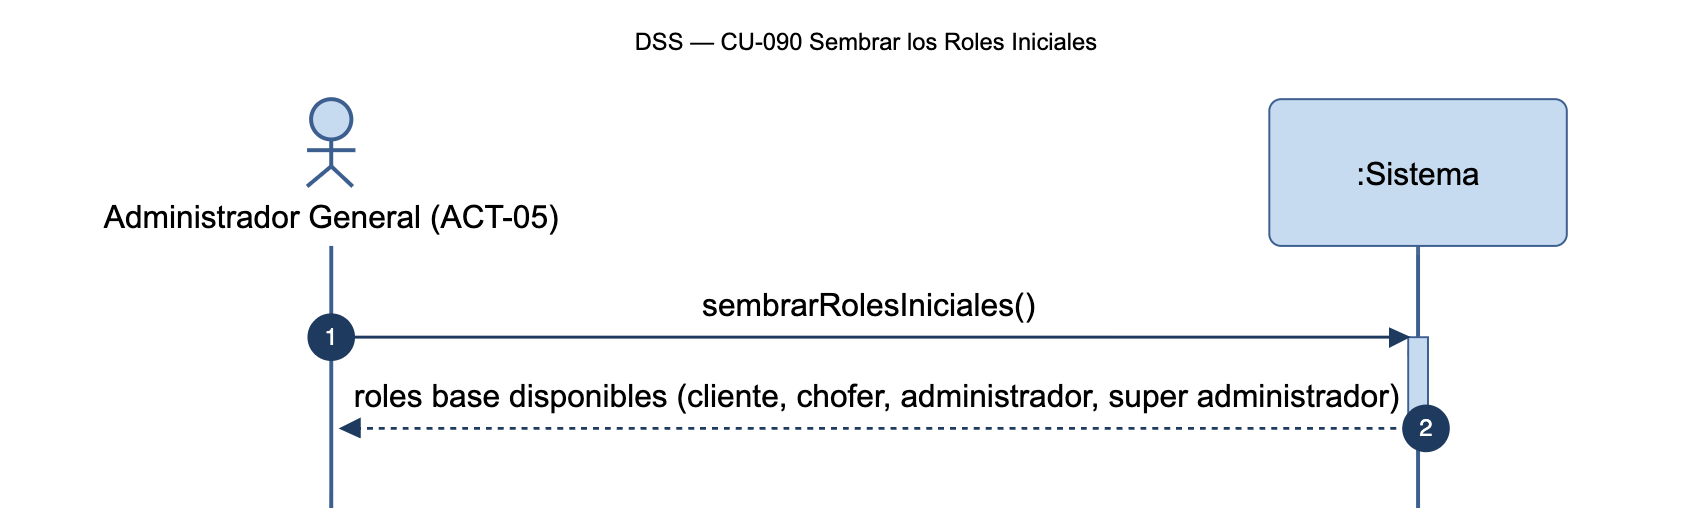 DSS — CU-090 Sembrar los Roles Iniciales
Administrador General (ACT-05)
:Sistema
sembrarRolesIniciales()
1
roles base disponibles (cliente, chofer, administrador, super administrador)
2